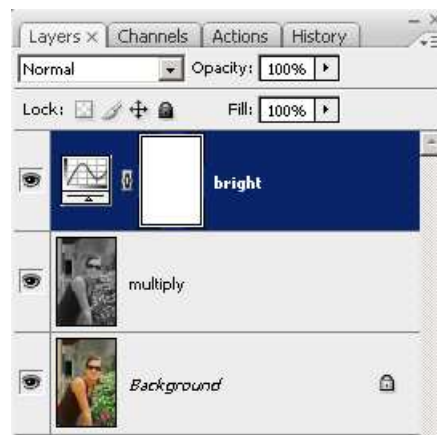 Layers × Channels Actions History
Normal Opacity: 100%
Lock: Fill: 100%
bright
multiply
Background